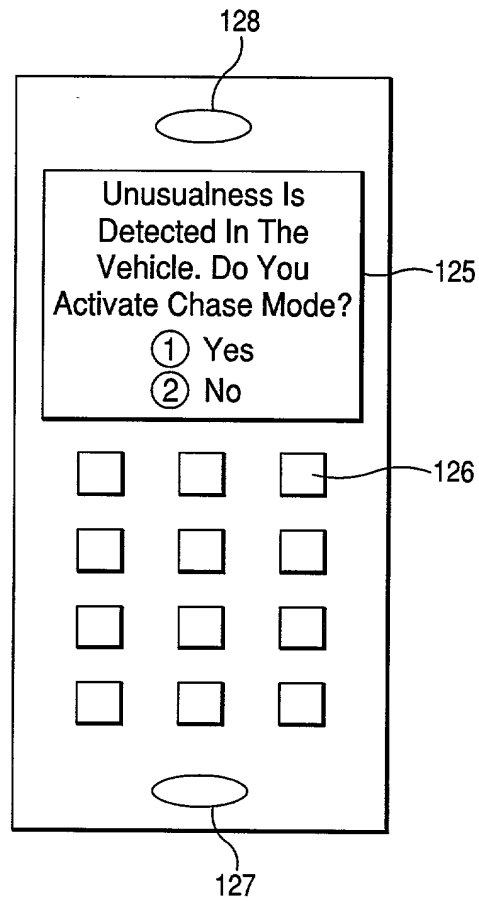 128
Unusualness Is
Detected In The
Vehicle. Do You
Activate Chase Mode?
125
① Yes
② No
126
127